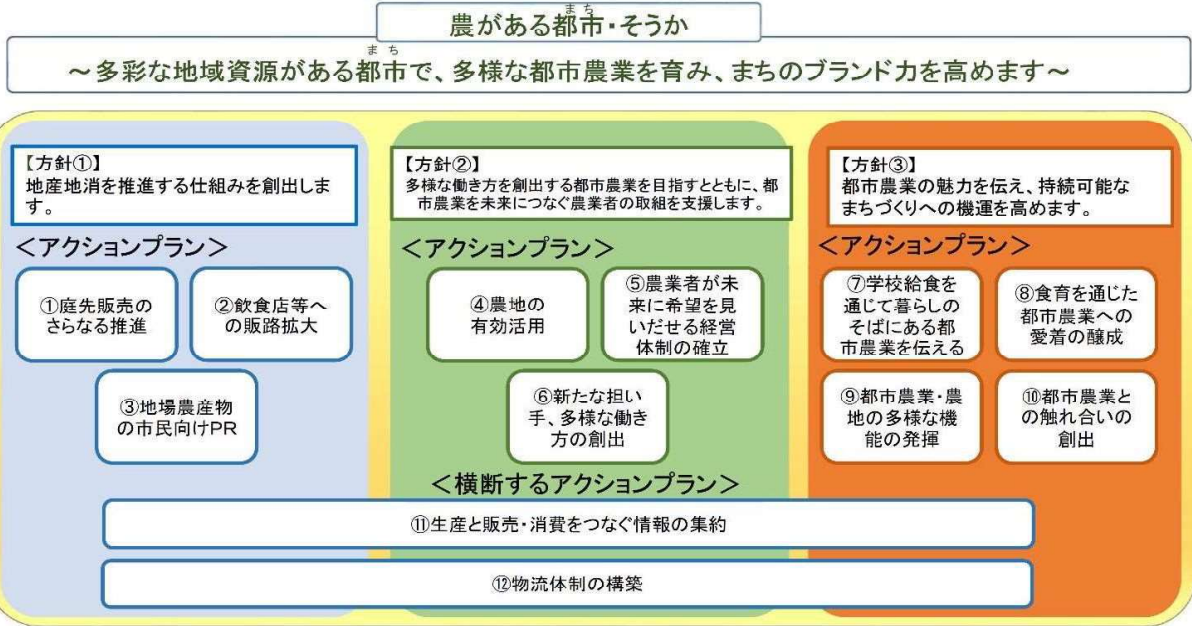 農がある都市・そうか
まち
～多彩な地域資源がある都市で、多様な都市農業を育み、まちのブランド力を高めます～
まち
【方針①】
地産地消を推進する仕組みを創出しま
す。
＜アクションプラン＞
①庭先販売の
さらなる推進
②飲食店等へ
の販路拡大
③地場農産物
の市民向けPR
【方針②】
多様な働き方を創出する都市農業を目指すとともに、都
市農業を未来につなぐ農業者の取組を支援します。
＜アクションプラン＞
④農地の
有効活用
⑤農業者が未
来に希望を見
いだせる経営
体制の確立
⑥新たな担い
手、多様な働き
方の創出
【方針③】
都市農業の魅力を伝え、持続可能な
まちづくりへの機運を高めます。
＜アクションプラン＞
⑦学校給食を
通じて暮らしの
そばにある都
市農業を伝える
⑧食育を通じた
都市農業への
愛着の醸成
⑨都市農業・農
地の多様な機
能の発揮
⑩都市農業と
の触れ合いの
創出
＜横断するアクションプラン＞
⑪生産と販売・消費をつなぐ情報の集約
⑫物流体制の構築